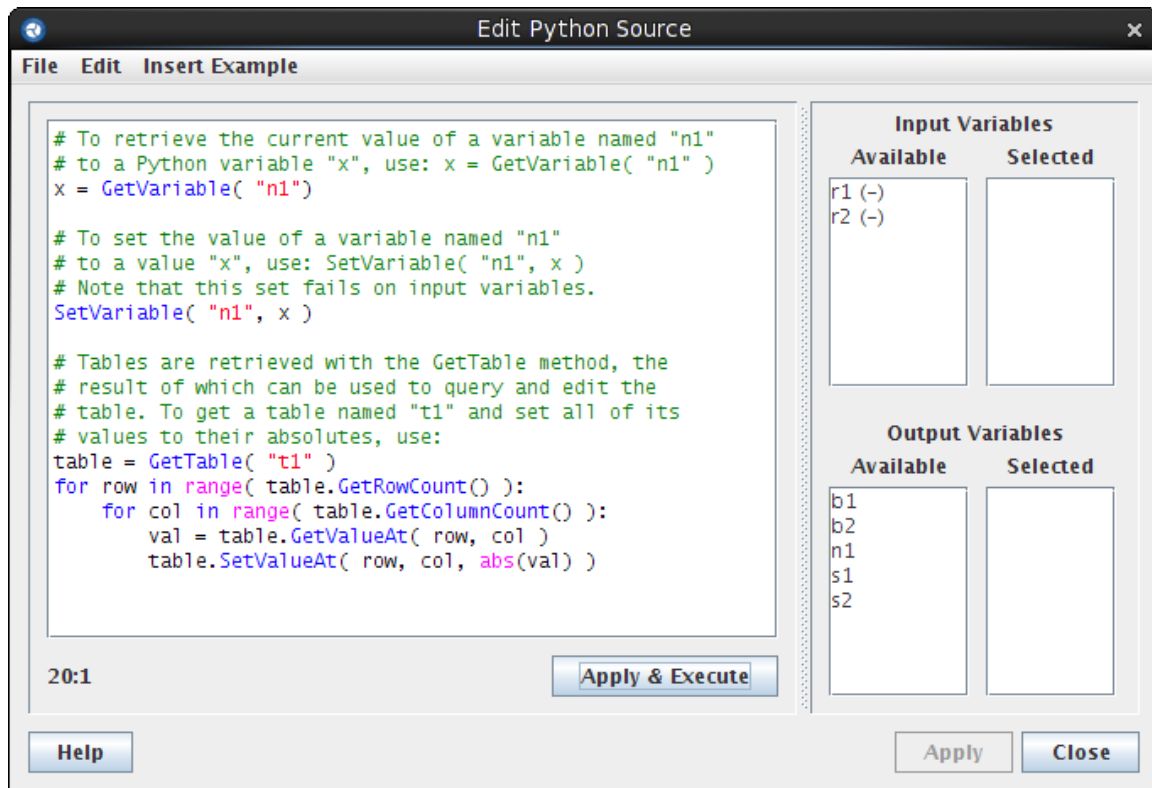 Edit Python Source
File Edit Insert Example
# To retrieve the current value of a variable named "n1"
# to a Python variable "x", use: x = GetVariable( "n1" )
x = GetVariable( "n1")
# To set the value of a variable named "n1"
# to a value "x", use: SetVariable( "n1", x )
# Note that this set fails on input variables.
SetVariable( "n1", x )
# Tables are retrieved with the GetTable method, the
# result of which can be used to query and edit the
# table. To get a table named "t1" and set all of its
# values to their absolutes, use:
table = GetTable( "t1" )
for row in range( table.GetRowCount() ):
    for col in range( table.GetColumnCount() ):
        val = table.GetValueAt( row, col )
        table.SetValueAt( row, col, abs(val) )
20:1
Apply & Execute
Input Variables
Available Selected
r1 (-)
r2 (-)
Output Variables
Available Selected
b1
b2
n1
s1
s2
Help
Apply
Close